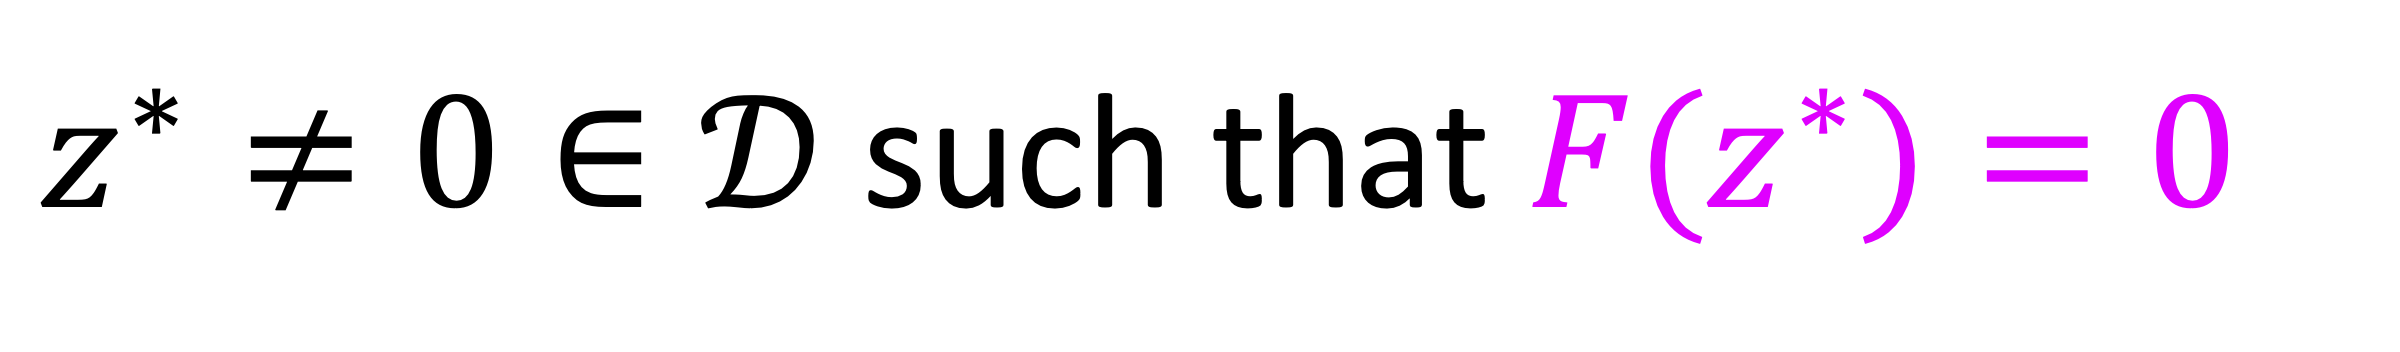 z* ≠ 0 ∈ 𝒟 such that F(z*) = 0